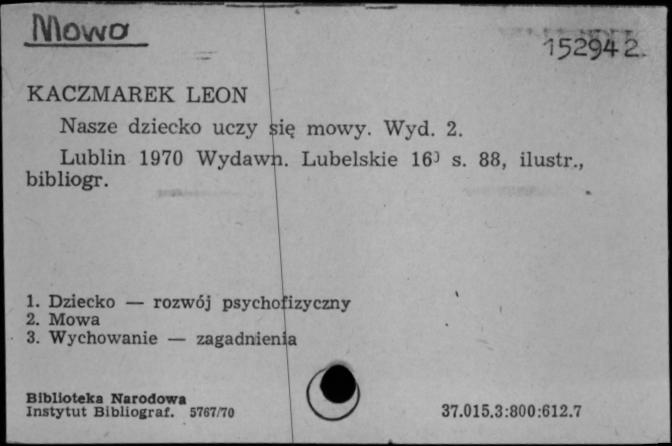 Mowa
152942
KACZMAREK LEON
Nasze dziecko uczy się mowy. Wyd. 2.
Lublin 1970 Wydawn. Lubelskie 16⁰ s. 88, ilustr.,
bibliogr.
1. Dziecko — rozwój psychofizyczny
2. Mowa
3. Wychowanie — zagadnienia
Biblioteka Narodowa
Instytut Bibliograf. 5767/70
37.015.3:800:612.7